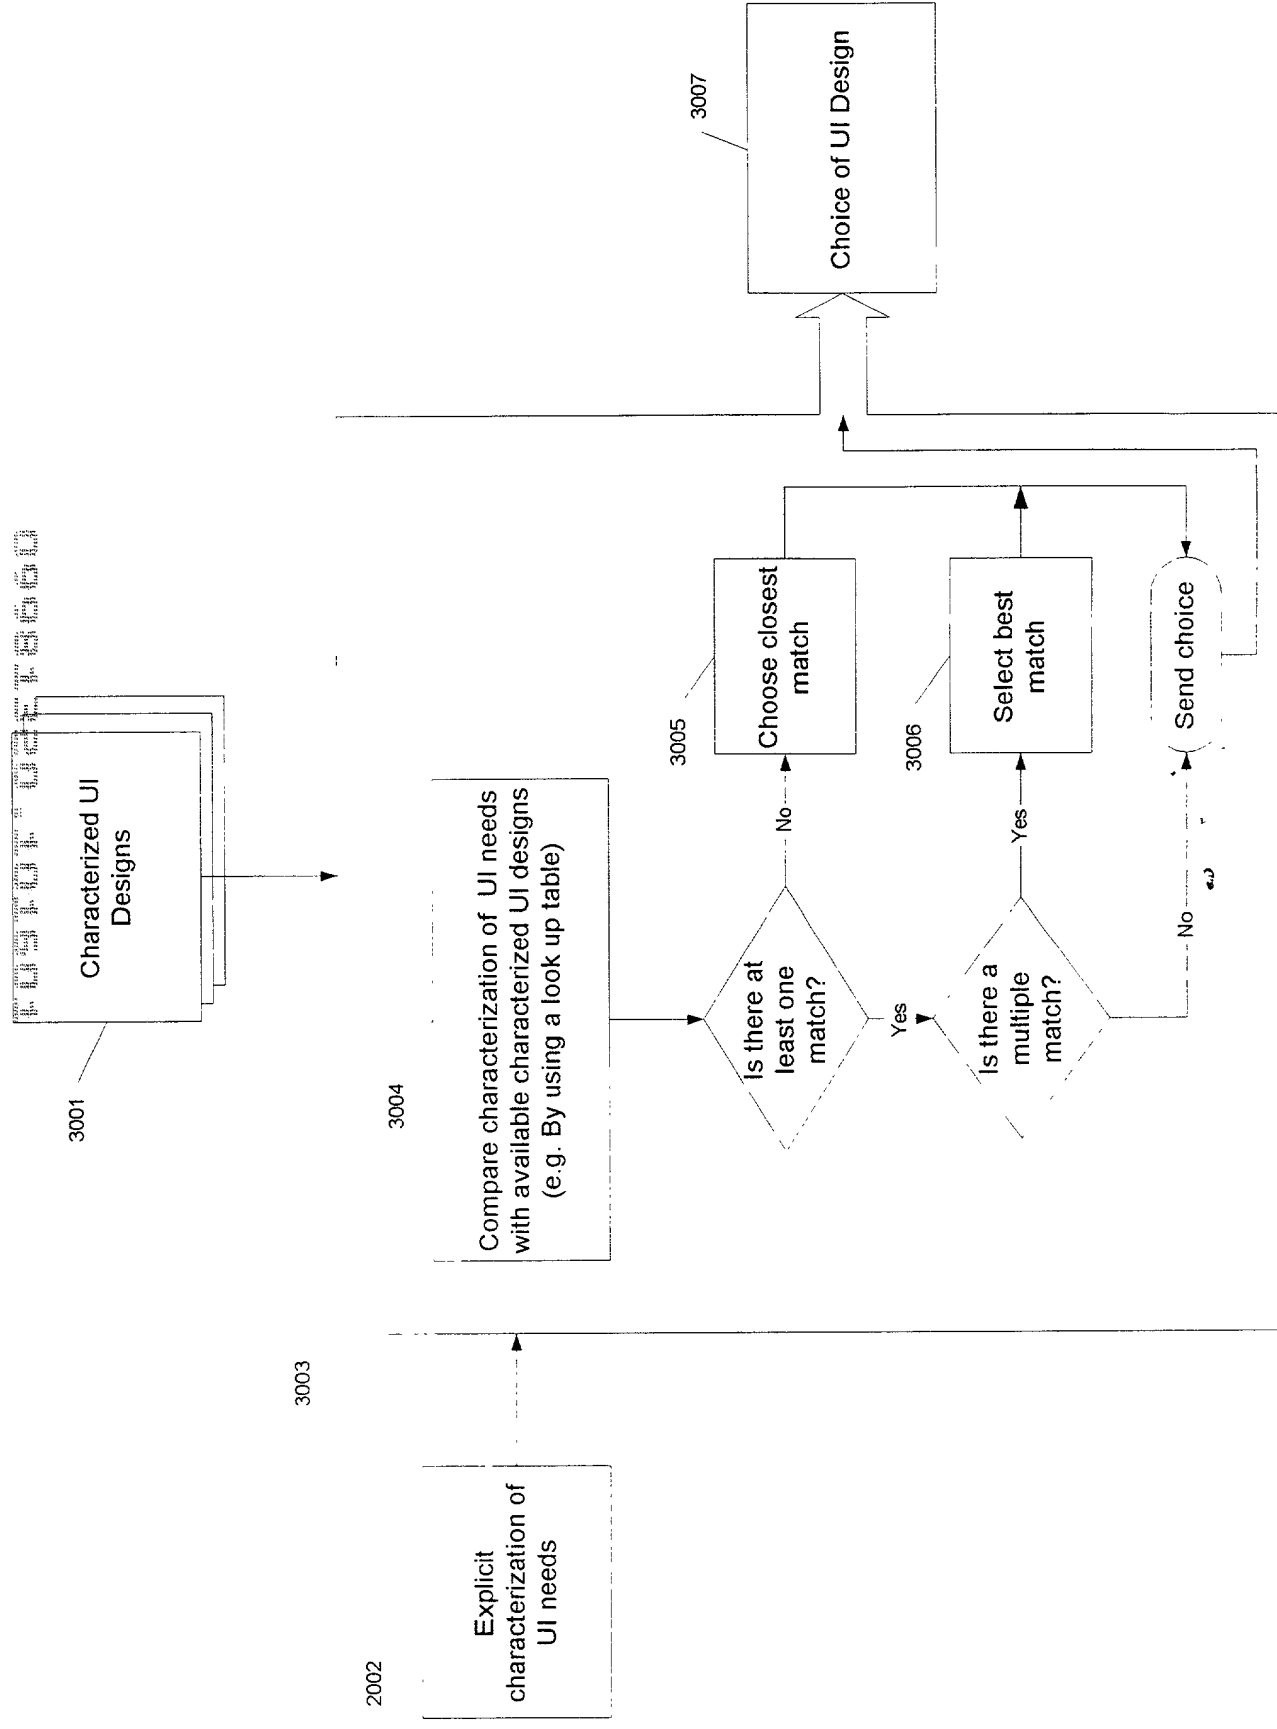 3001
Characterized UI
Designs
2002
Explicit
characterization of
UI needs
3003
3004
Compare characterization of UI needs
with available characterized UI designs
(e.g. By using a look up table)
Is there at
least one
match?
No
3005
Choose closest
match
Yes
Is there a
multiple
match?
Yes
3006
Select best
match
No
Send choice
3007
Choice of UI Design